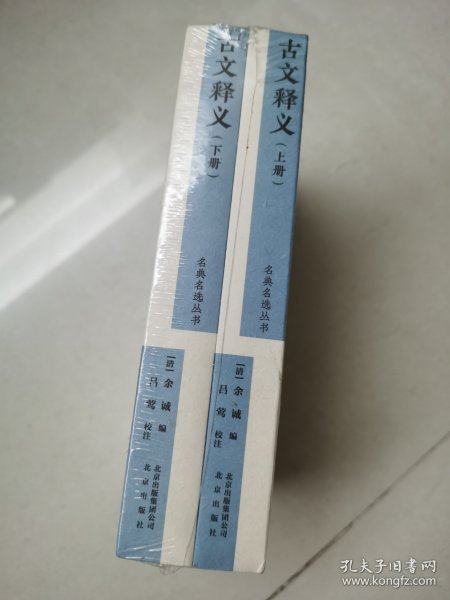 古文释义（上册）
名典名选丛书
［清］余诚 编
吕莺 校注
北京出版集团公司
北京出版社
古文释义（下册）
名典名选丛书
［清］余诚 编
吕莺 校注
北京出版集团公司
北京出版社
孔夫子旧书网
www.kongfz.com